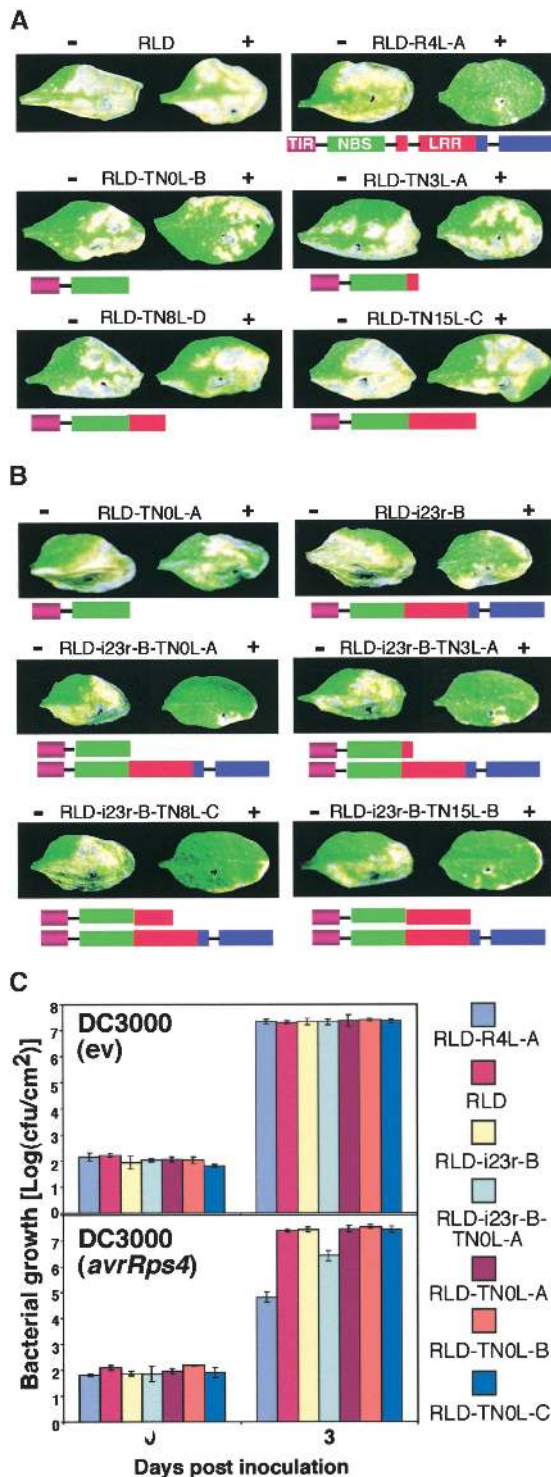 A
- RLD +
- RLD-R4L-A +
TIR NBS LRR
- RLD-TN0L-B +
- RLD-TN3L-A +
- RLD-TN8L-D +
- RLD-TN15L-C +
B
- RLD-TN0L-A +
- RLD-i23r-B +
- RLD-i23r-B-TN0L-A +
- RLD-i23r-B-TN3L-A +
- RLD-i23r-B-TN8L-C +
- RLD-i23r-B-TN15L-B +
C
Bacterial growth [Log(cfu/cm²)]
8
7
6
5
4
3
2
1
0
DC3000
(ev)
7
6
5
4
3
2
1
0
DC3000
(avrRps4)
0 3
Days post inoculation
RLD-R4L-A
RLD
RLD-i23r-B
RLD-i23r-B-
TN0L-A
RLD-TN0L-A
RLD-TN0L-B
RLD-TN0L-C